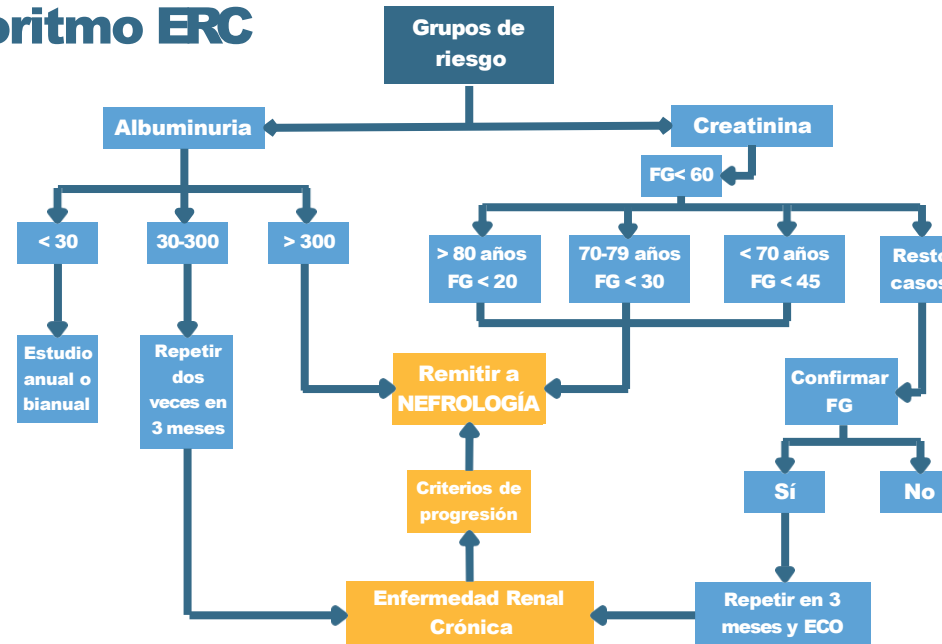 oritmo ERC
Grupos de
riesgo
Albuminuria
Creatinina
FG< 60
< 30
30-300
> 300
> 80 años
FG < 20
70-79 años
FG < 30
< 70 años
FG < 45
Resto
casos
Estudio
anual o
bianual
Repetir
dos
veces en
3 meses
Remitir a
NEFROLOGÍA
Confirmar
FG
Criterios de
progresión
Sí
No
Enfermedad Renal
Crónica
Repetir en 3
meses y ECO